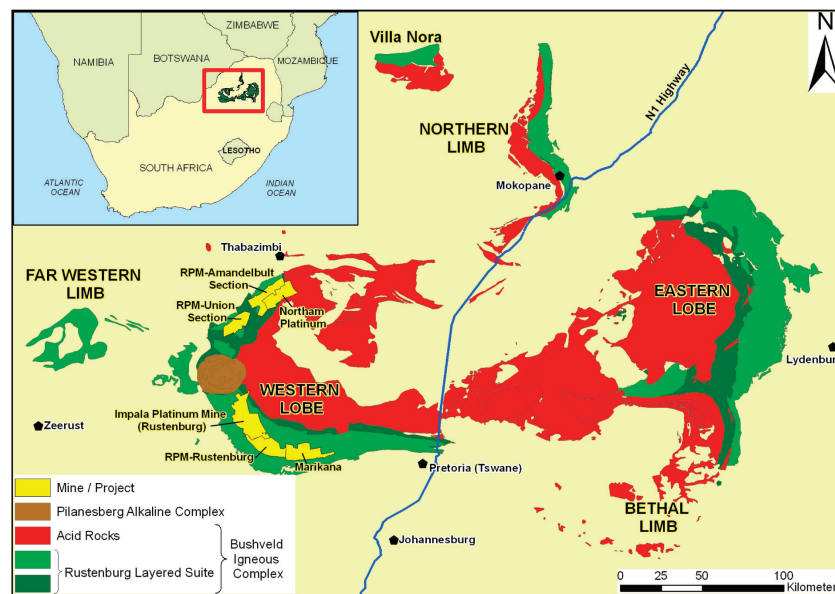 ZIMBABWE
NAMIBIA
BOTSWANA
MOZAMBIQUE
SOUTH AFRICA
LESOTHO
ATLANTIC
OCEAN
INDIAN
OCEAN
Villa Nora
N
N1 Highway
NORTHERN
LIMB
Mokopane
Thabazimbi
FAR WESTERN
LIMB
RPM-Amandelbult
Section
RPM-Union
Section
Northam
Platinum
EASTERN
LOBE
Lydenbur
WESTERN
LOBE
Impala Platinum Mine
(Rustenburg)
Zeerust
RPM-Rustenburg
Marikana
Pretoria (Tswane)
BETHAL
LIMB
Johannesburg
Mine / Project
Pilanesberg Alkaline Complex
Acid Rocks
Rustenburg Layered Suite
Bushveld
Igneous
Complex
0 25 50 100
Kilometer